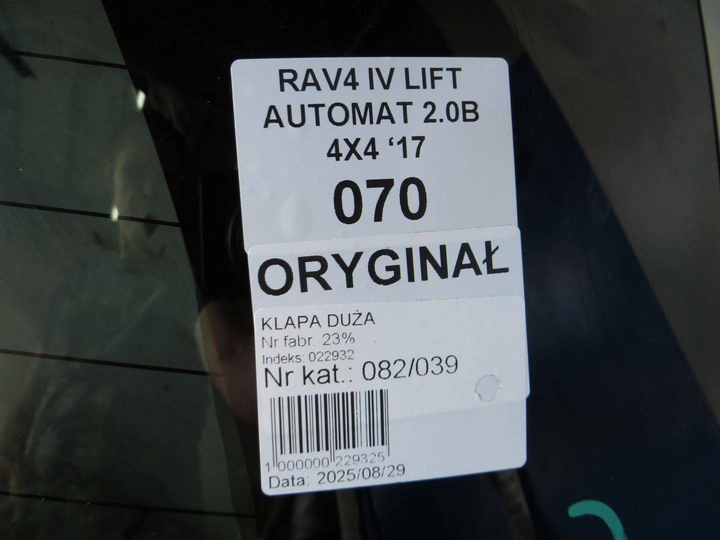 RAV4 IV LIFT
AUTOMAT 2.0B
4X4 ‘17
070
ORYGINAŁ
KLAPA DUŻA
Nr fabr. 23%
Indeks: 022932
Nr kat.: 082/039
1 000000 229325
Data: 2025/08/29